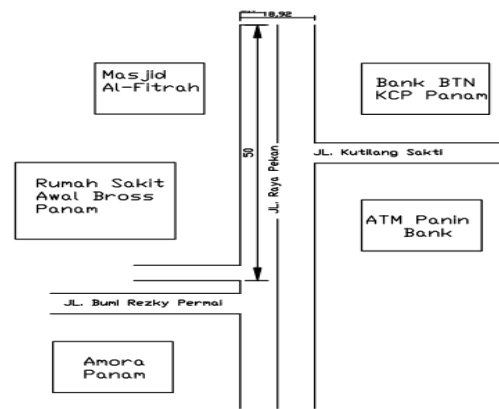 18,92
Masjid
Al-Fitrah
Bank BTN
KCP Panam
50
JL. Raya Pekan
JL. Kutilang Sakti
Rumah Sakit
Awal Bross
Panam
ATM Panin
Bank
JL. Bumi Rezky Permai
Amora
Panam